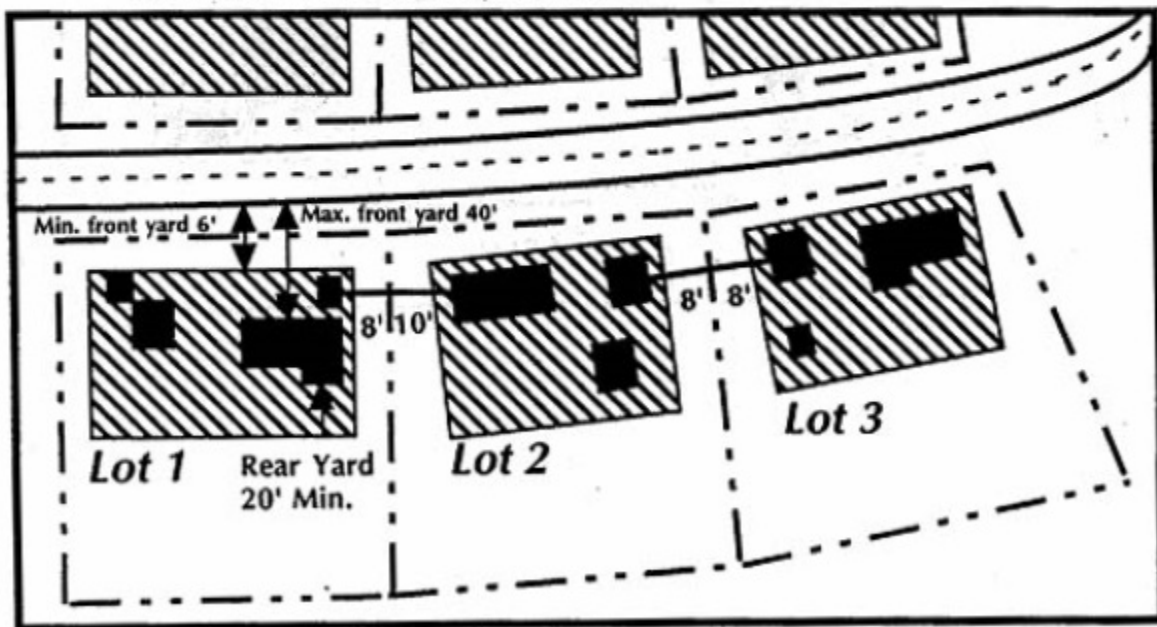 Min. front yard 6'
Max. front yard 40'
8' 10'
8' 8'
Lot 1
Lot 2
Lot 3
Rear Yard
20' Min.